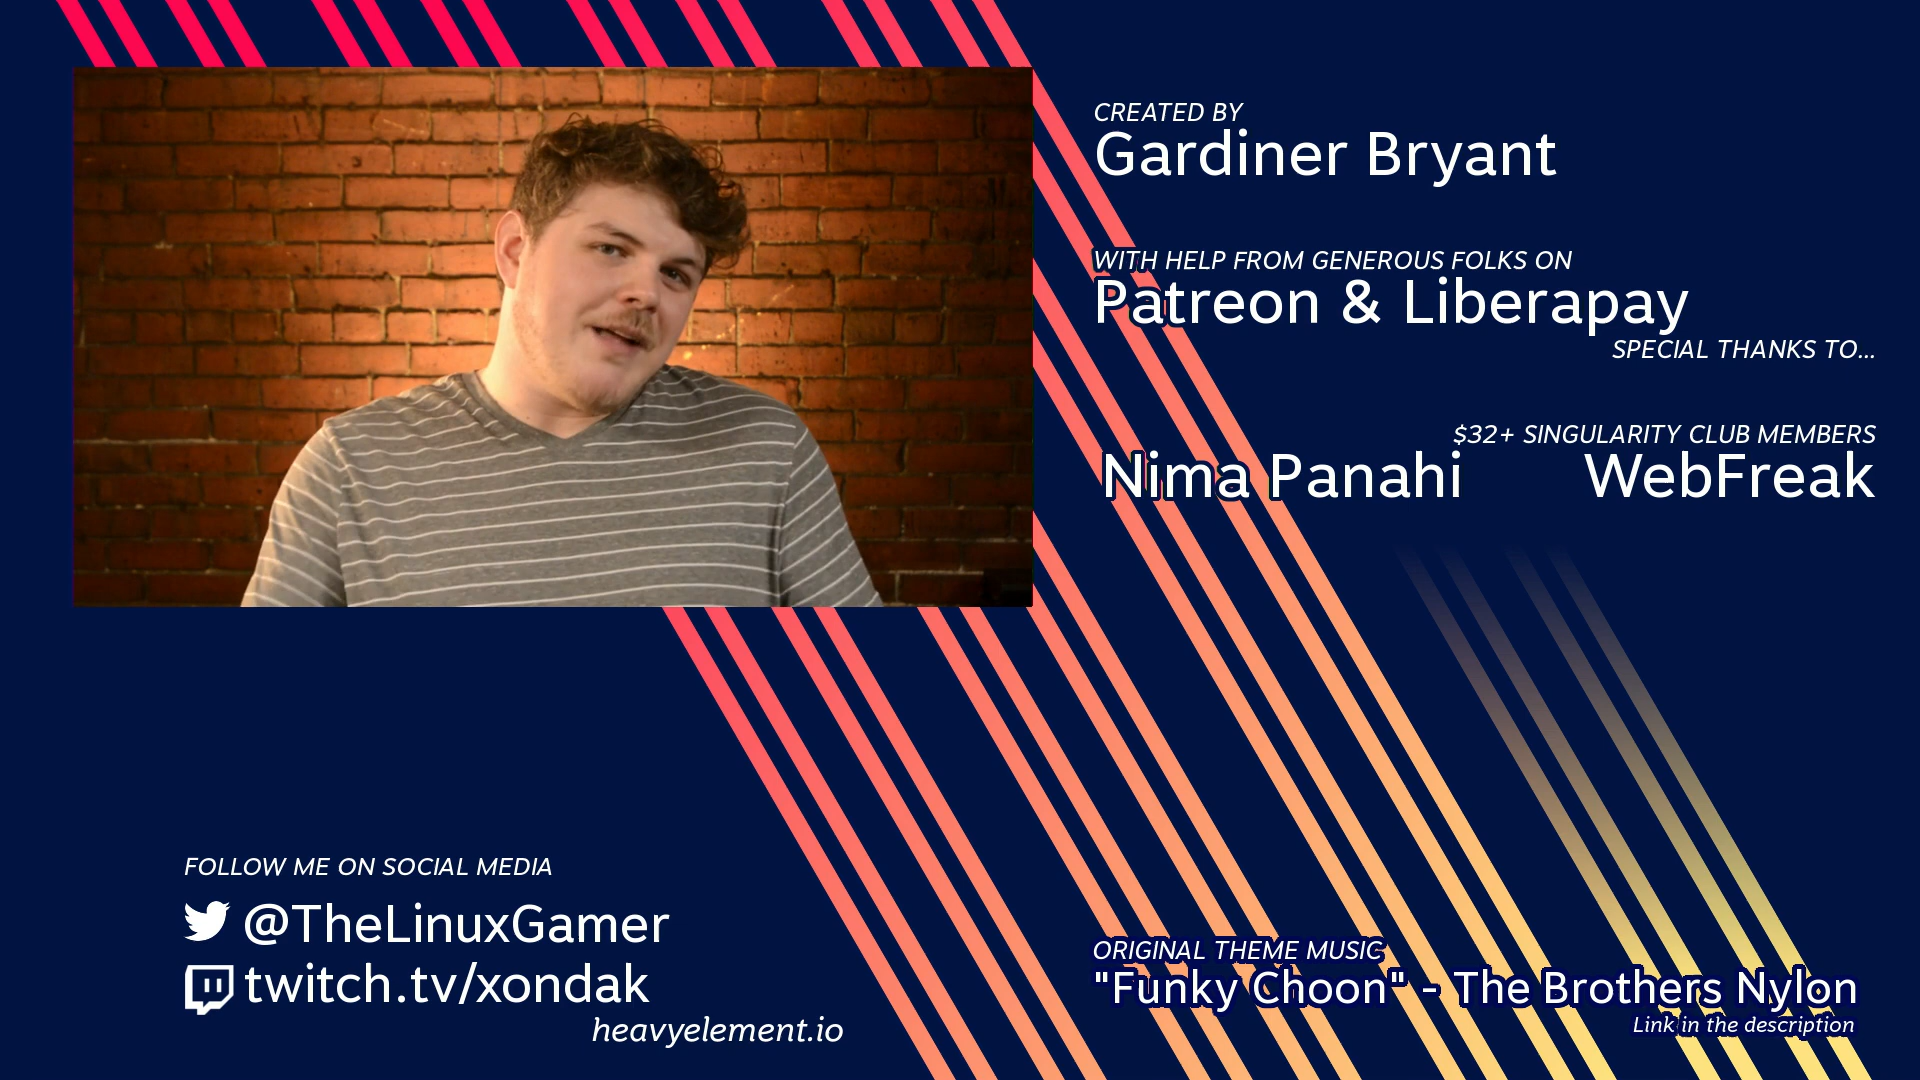 CREATED BY
Gardiner Bryant
WITH HELP FROM GENEROUS FOLKS ON
Patreon & Liberapay
SPECIAL THANKS TO...
$32+ SINGULARITY CLUB MEMBERS
Nima Panahi WebFreak
FOLLOW ME ON SOCIAL MEDIA
@TheLinuxGamer
twitch.tv/xondak
heavyelement.io
ORIGINAL THEME MUSIC
"Funky Choon" - The Brothers Nylon
Link in the description